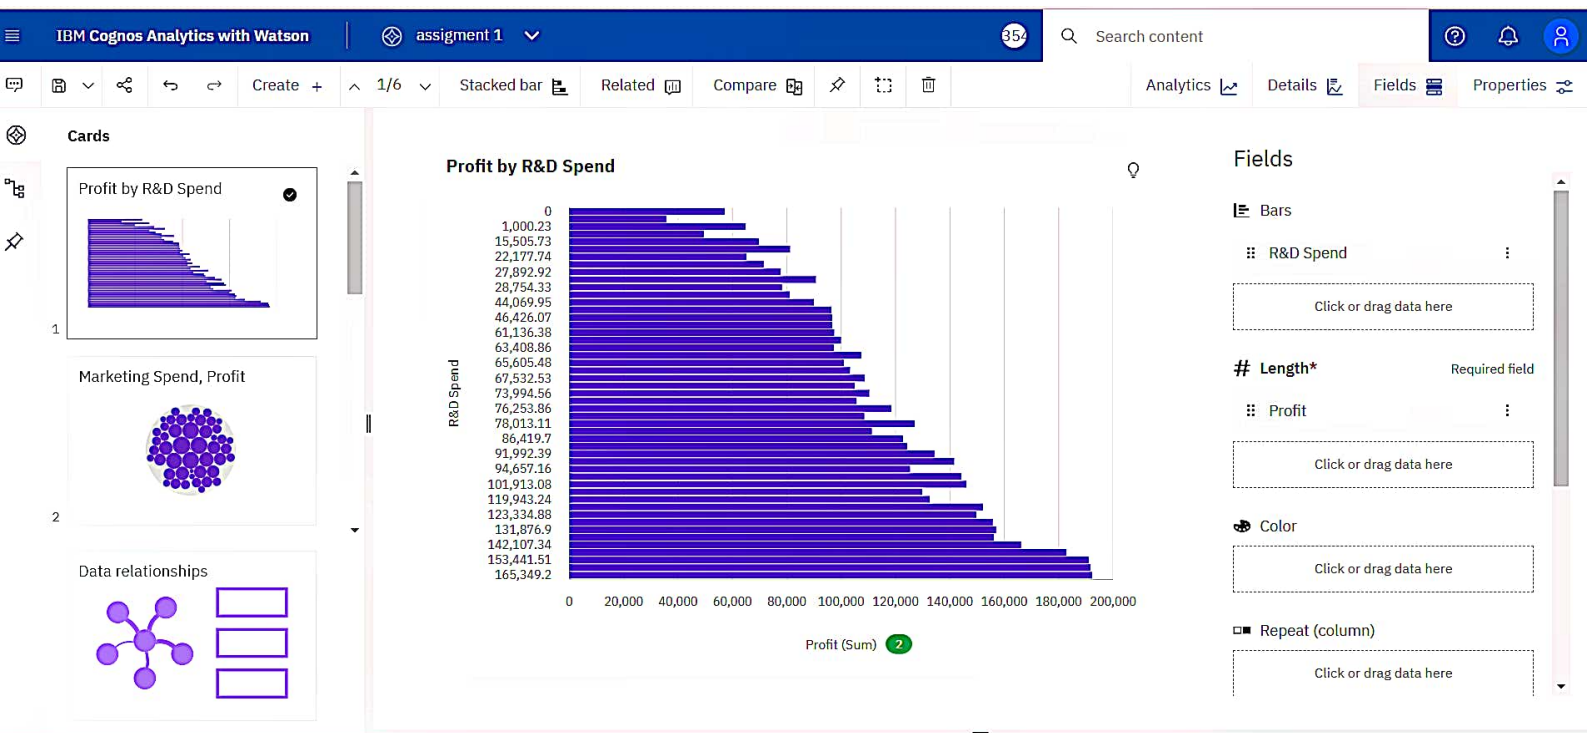 IBM Cognos Analytics with Watson
assigment 1
354
Search content
Create +
1/6
Stacked bar
Related
Compare
Analytics
Details
Fields
Properties
Cards
Profit by R&D Spend
1
Marketing Spend, Profit
2
Data relationships
Profit by R&D Spend
R&D Spend
0
1,000.23
15,505.73
22,177.74
27,892.92
28,754.33
44,069.95
46,426.07
61,136.38
63,408.86
65,605.48
67,532.53
73,994.56
76,253.86
78,013.11
86,419.7
91,992.39
94,657.16
101,913.08
119,943.24
123,334.88
131,876.9
142,107.34
153,441.51
165,349.2
0 20,000 40,000 60,000 80,000 100,000 120,000 140,000 160,000 180,000 200,000
Profit (Sum) 2
Fields
Bars
R&D Spend
Click or drag data here
# Length* Required field
Profit
Click or drag data here
Color
Click or drag data here
Repeat (column)
Click or drag data here